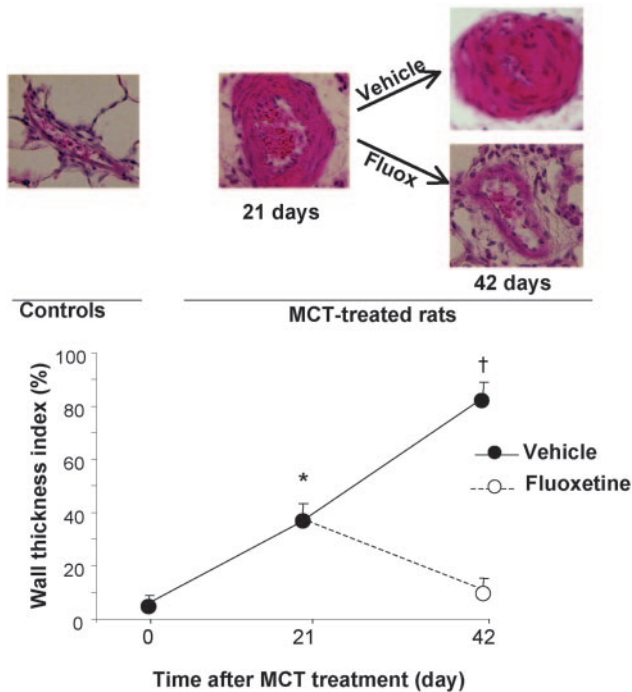 Vehicle
Fluox
21 days
42 days
Controls
MCT-treated rats
Wall thickness index (%)
100
80
60
40
20
0
*
†
Vehicle
Fluoxetine
0
21
42
Time after MCT treatment (day)